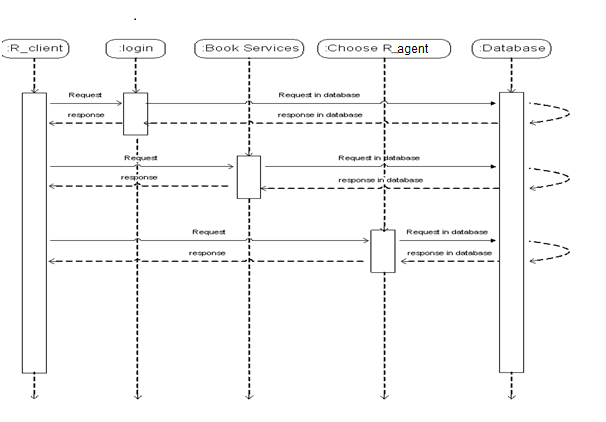 :R_client :login :Book Services :Choose R_agent :Database
Request Request in database
response response in database
Request Request in database
response response in database
Request Request in database
response response in database